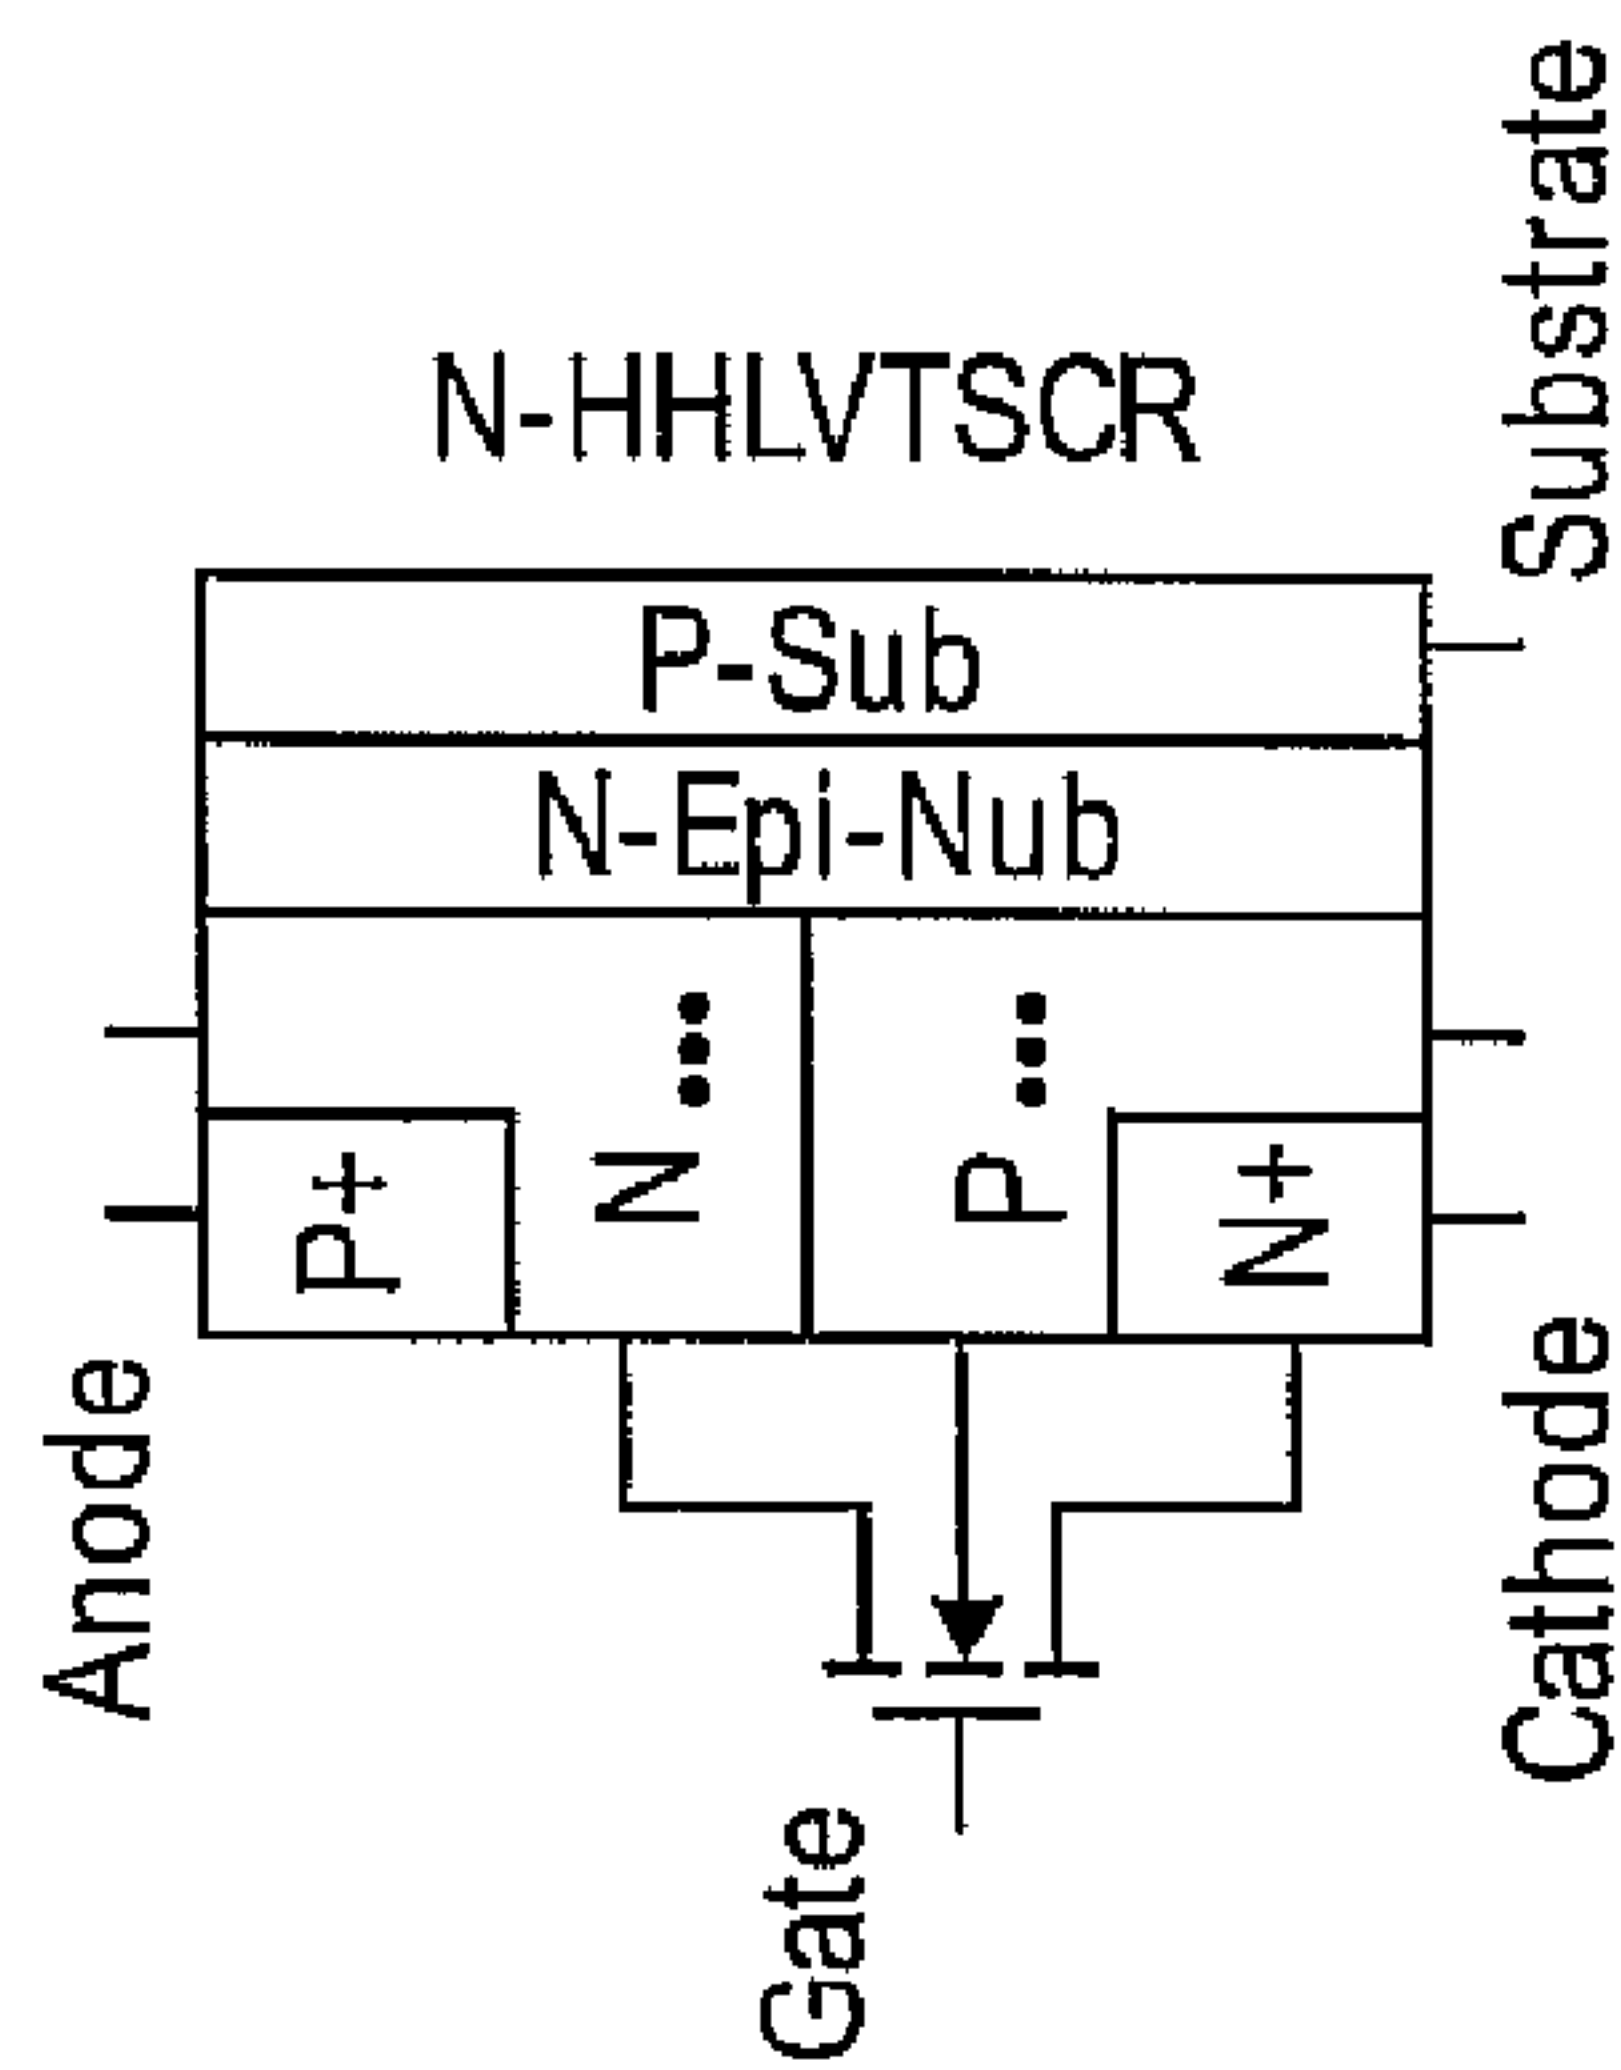 N-HHLVTSCR
Substrate
P-Sub
N-Epi-Nub
P+
N...
P...
N+
Anode
Cathode
Gate